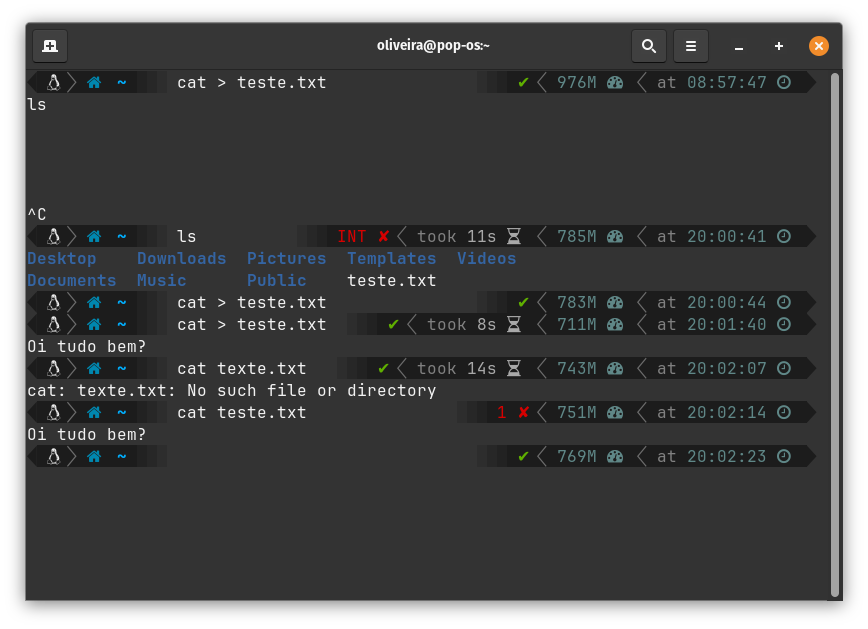 oliveira@pop-os:~
~ cat > teste.txt ✔ 976M at 08:57:47
ls
^C
~ ls INT ✘ took 11s 785M at 20:00:41
Desktop Downloads Pictures Templates Videos
Documents Music Public teste.txt
~ cat > teste.txt ✔ 783M at 20:00:44
~ cat > teste.txt ✔ took 8s 711M at 20:01:40
Oi tudo bem?
~ cat texte.txt ✔ took 14s 743M at 20:02:07
cat: texte.txt: No such file or directory
~ cat teste.txt 1 ✘ 751M at 20:02:14
Oi tudo bem?
~ ✔ 769M at 20:02:23